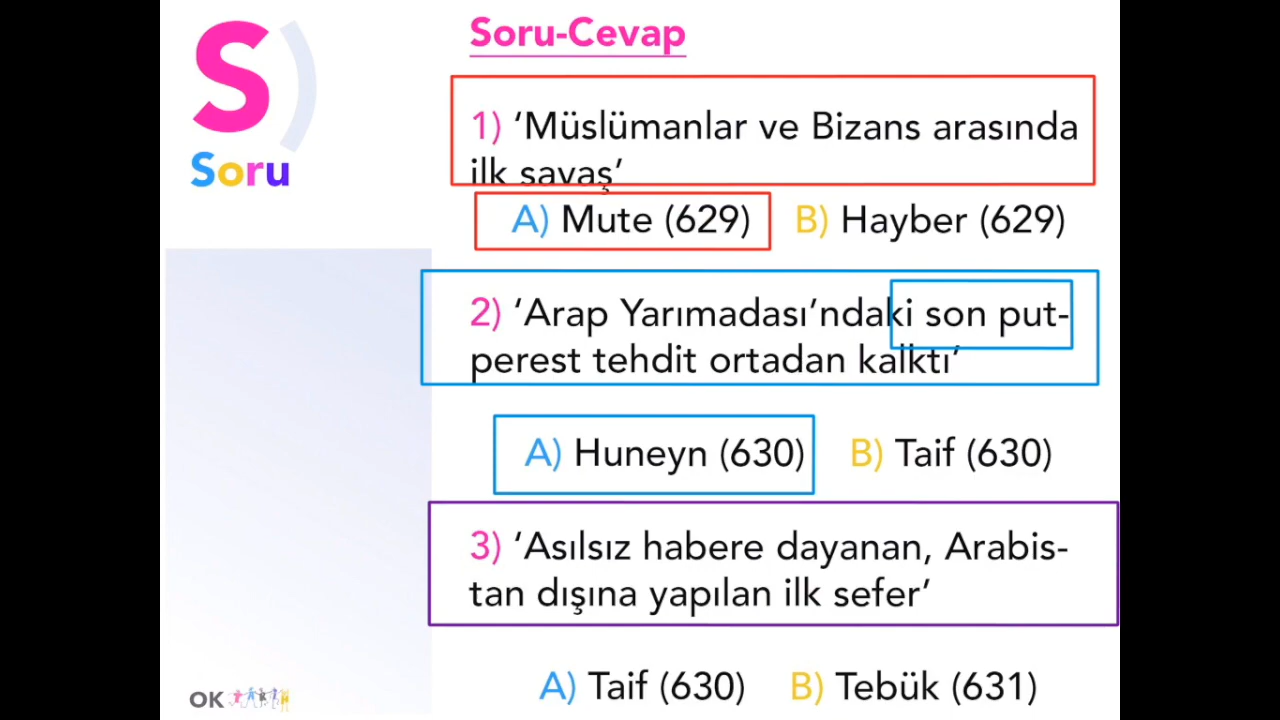 S)
Soru
Soru-Cevap
1) ‘Müslümanlar ve Bizans arasında
ilk savaş’
A) Mute (629) B) Hayber (629)
2) ‘Arap Yarımadası’ndaki son put-
perest tehdit ortadan kalktı’
A) Huneyn (630) B) Taif (630)
3) ‘Asılsız habere dayanan, Arabis-
tan dışına yapılan ilk sefer’
A) Taif (630) B) Tebük (631)
OK